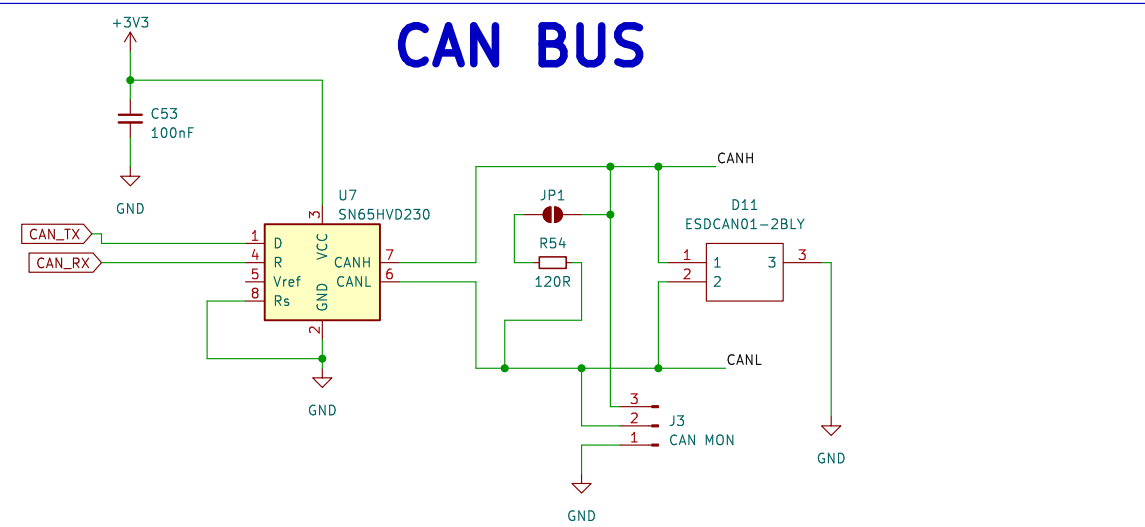 CAN BUS
+3V3
C53
100nF
GND
CANH
U7
SN65HVD230
JP1
D11
ESDCAN01-2BLY
CAN_TX
CAN_RX
1
D
4
R
5
Vref
8
Rs
3
VCC
GND
2
CANH
7
CANL
6
R54
120R
1
1
2
2
3
3
GND
CANL
3
2
1
J3
CAN MON
GND
GND